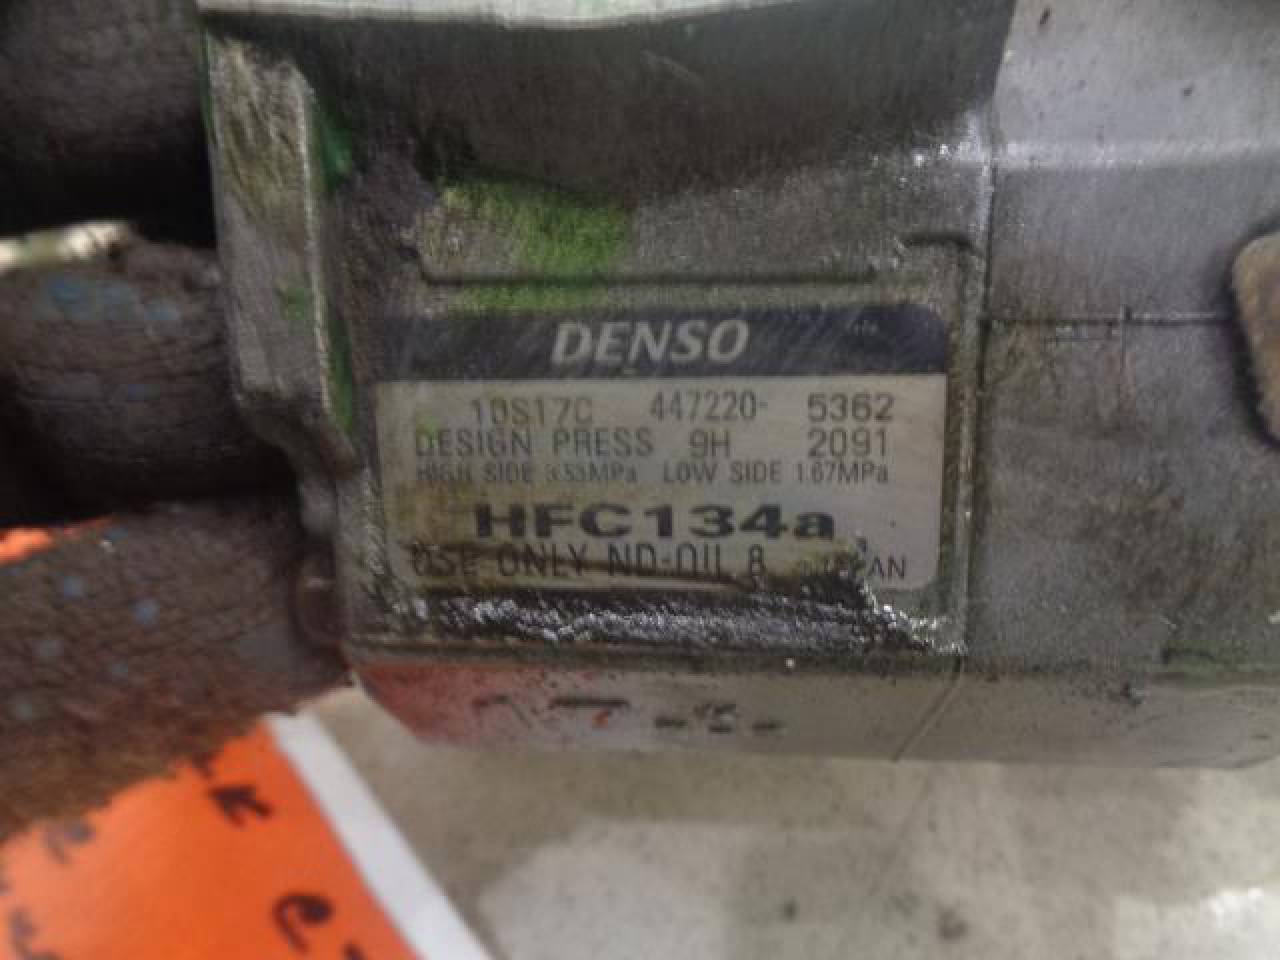 DENSO
10S17C 447220- 5362
DESIGN PRESS 9H 2091
HIGH SIDE 3.53MPa LOW SIDE 1.67MPa
HFC134a
USE ONLY ND-OIL 8 JAPAN